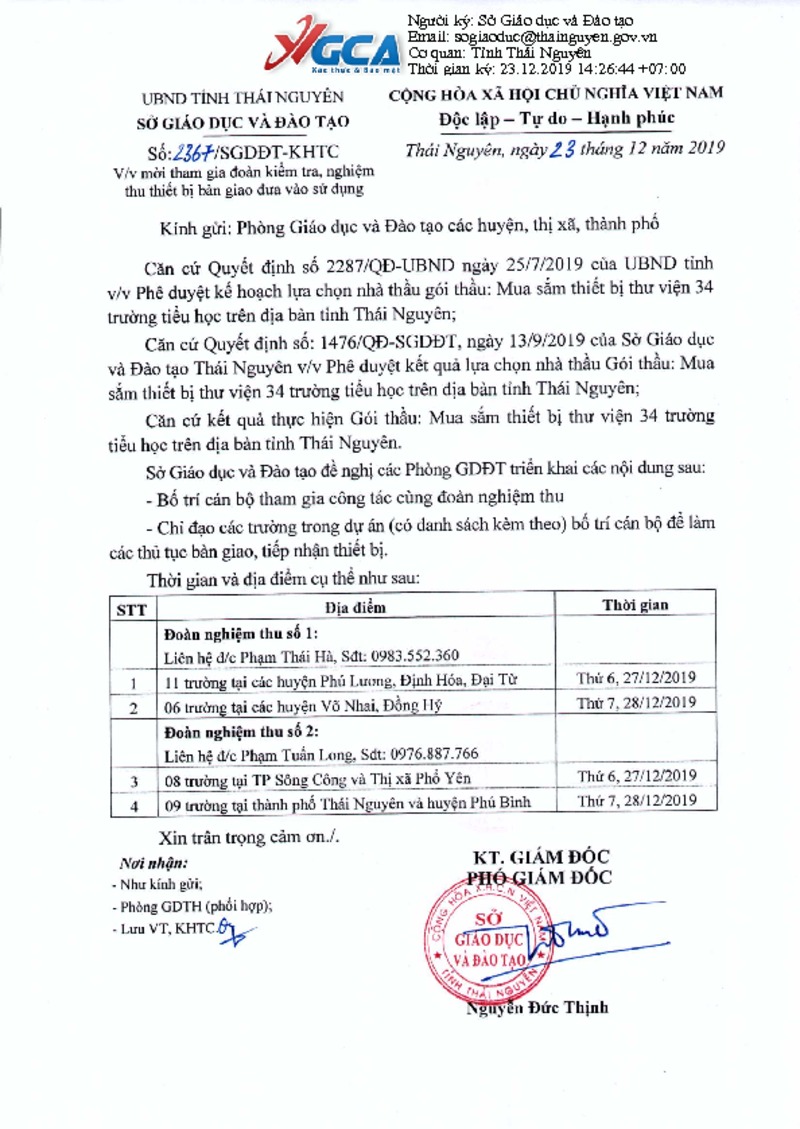 Người ký: Sở Giáo dục và Đào tạo
Email: sogiaoduc@thainguyen.gov.vn
Cơ quan: Tỉnh Thái Nguyên
Thời gian ký: 23.12.2019 14:26:44 +07:00
VGCA
Xác thực & Bảo mật
UBND TỈNH THÁI NGUYÊN
SỞ GIÁO DỤC VÀ ĐÀO TẠO
Số: 2367/SGDĐT-KHTC
V/v mời tham gia đoàn kiểm tra, nghiệm
thu thiết bị bàn giao đưa vào sử dụng
CỘNG HÒA XÃ HỘI CHỦ NGHĨA VIỆT NAM
Độc lập – Tự do – Hạnh phúc
Thái Nguyên, ngày 23 tháng 12 năm 2019
Kính gửi: Phòng Giáo dục và Đào tạo các huyện, thị xã, thành phố
Căn cứ Quyết định số 2287/QĐ-UBND ngày 25/7/2019 của UBND tỉnh
v/v Phê duyệt kế hoạch lựa chọn nhà thầu gói thầu: Mua sắm thiết bị thư viện 34
trường tiểu học trên địa bàn tỉnh Thái Nguyên;
Căn cứ Quyết định số: 1476/QĐ-SGDĐT, ngày 13/9/2019 của Sở Giáo dục
và Đào tạo Thái Nguyên v/v Phê duyệt kết quả lựa chọn nhà thầu Gói thầu: Mua
sắm thiết bị thư viện 34 trường tiểu học trên địa bàn tỉnh Thái Nguyên;
Căn cứ kết quả thực hiện Gói thầu: Mua sắm thiết bị thư viện 34 trường
tiểu học trên địa bàn tỉnh Thái Nguyên.
Sở Giáo dục và Đào tạo đề nghị các Phòng GDĐT triển khai các nội dung sau:
- Bố trí cán bộ tham gia công tác cùng đoàn nghiệm thu
- Chỉ đạo các trường trong dự án (có danh sách kèm theo) bố trí cán bộ để làm
các thủ tục bàn giao, tiếp nhận thiết bị.
Thời gian và địa điểm cụ thể như sau:
STT Địa điểm Thời gian
Đoàn nghiệm thu số 1:
Liên hệ đ/c Phạm Thái Hà, Sđt: 0983.552.360
1 11 trường tại các huyện Phú Lương, Định Hóa, Đại Từ Thứ 6, 27/12/2019
2 06 trường tại các huyện Võ Nhai, Đồng Hỷ Thứ 7, 28/12/2019
Đoàn nghiệm thu số 2:
Liên hệ đ/c Phạm Tuấn Long, Sđt: 0976.887.766
3 08 trường tại TP Sông Công và Thị xã Phổ Yên Thứ 6, 27/12/2019
4 09 trường tại thành phố Thái Nguyên và huyện Phú Bình Thứ 7, 28/12/2019
Xin trân trọng cảm ơn./.
Nơi nhận:
- Như kính gửi;
- Phòng GDTH (phối hợp);
- Lưu VT, KHTC.
KT. GIÁM ĐỐC
PHÓ GIÁM ĐỐC
CỘNG HÒA X.H.C.N VIỆT NAM
SỞ
GIÁO DỤC
VÀ ĐÀO TẠO
TỈNH THÁI NGUYÊN
Nguyễn Đức Thịnh